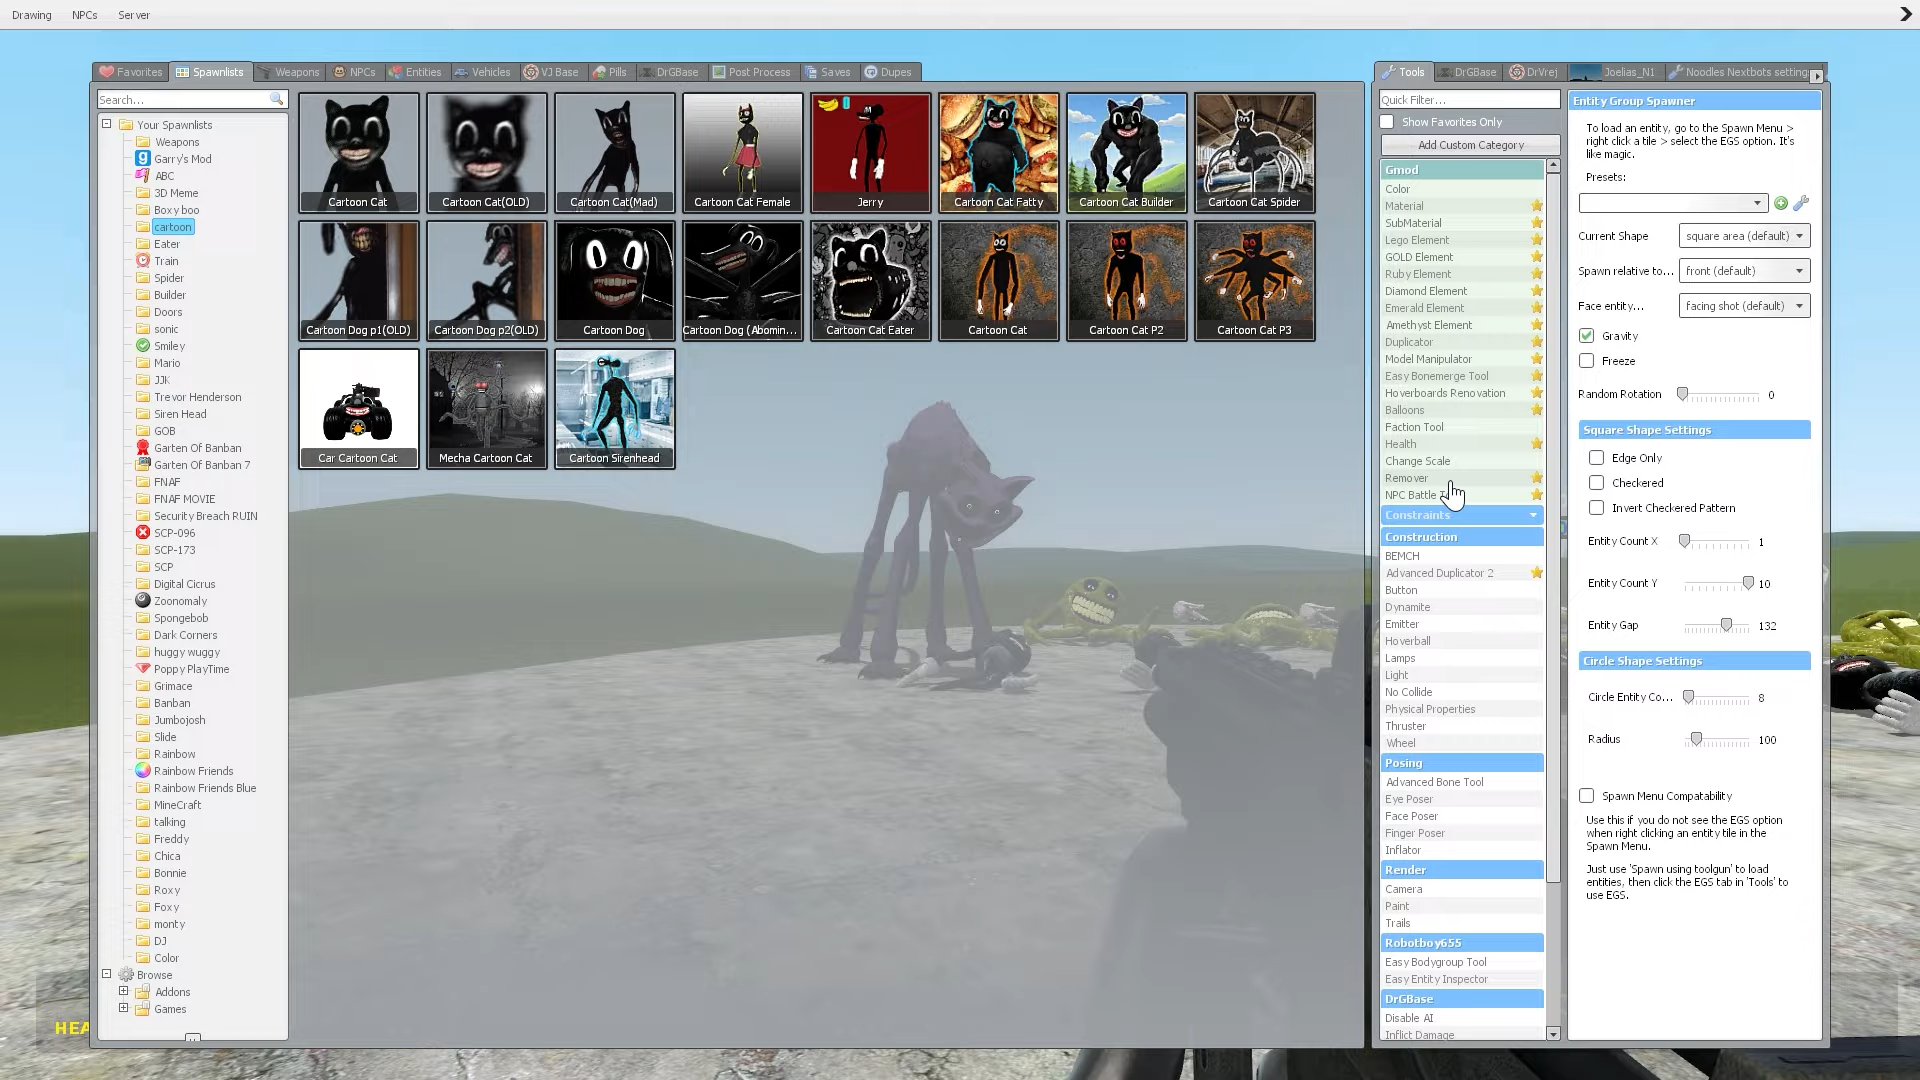 Drawing NPCs Server
Favorites Spawnlists Weapons NPCs Entities Vehicles VJ Base Pills DrGBase Post Process Saves Dupes
Search...
Your Spawnlists
Weapons
Garry's Mod
ABC
3D Meme
Boxy boo
cartoon
Eater
Train
Spider
Builder
Doors
sonic
Smiley
Mario
JJK
Trevor Henderson
Siren Head
GOB
Garten Of Banban
Garten Of Banban 7
FNAF
FNAF MOVIE
Security Breach RUIN
SCP-096
SCP-173
SCP
Digital Cicrus
Zoonomaly
Spongebob
Dark Corners
huggy wuggy
Poppy PlayTime
Grimace
Banban
Jumbojosh
Slide
Rainbow
Rainbow Friends
Rainbow Friends Blue
MineCraft
talking
Freddy
Chica
Bonnie
Roxy
Foxy
monty
DJ
Color
Browse
Addons
Games
HEA
Cartoon Cat Cartoon Cat(OLD) Cartoon Cat(Mad) Cartoon Cat Female Jerry Cartoon Cat Fatty Cartoon Cat Builder Cartoon Cat Spider
Cartoon Dog p1(OLD) Cartoon Dog p2(OLD) Cartoon Dog Cartoon Dog (Abomin... Cartoon Cat Eater Cartoon Cat Cartoon Cat P2 Cartoon Cat P3
Car Cartoon Cat Mecha Cartoon Cat Cartoon Sirenhead
Tools DrGBase DrVrej Joelias_N1 Noodles Nextbots setting
Quick Filter...
Show Favorites Only
Add Custom Category
Gmod
Color
Material
SubMaterial
Lego Element
GOLD Element
Ruby Element
Diamond Element
Emerald Element
Amethyst Element
Duplicator
Model Manipulator
Easy Bonemerge Tool
Hoverboards Renovation
Balloons
Faction Tool
Health
Change Scale
Remover
NPC Battle
Constraints
Construction
BEMCH
Advanced Duplicator 2
Button
Dynamite
Emitter
Hoverball
Lamps
Light
No Collide
Physical Properties
Thruster
Wheel
Posing
Advanced Bone Tool
Eye Poser
Face Poser
Finger Poser
Inflator
Render
Camera
Paint
Trails
Robotboy655
Easy Bodygroup Tool
Easy Entity Inspector
DrGBase
Disable AI
Inflict Damage
Entity Group Spawner
To load an entity, go to the Spawn Menu >
right click a tile > select the EGS option. It's
like magic.
Presets:
Current Shape square area (default)
Spawn relative to... front (default)
Face entity... facing shot (default)
Gravity
Freeze
Random Rotation 0
Square Shape Settings
Edge Only
Checkered
Invert Checkered Pattern
Entity Count X 1
Entity Count Y 10
Entity Gap 132
Circle Shape Settings
Circle Entity Co... 8
Radius 100
Spawn Menu Compatability
Use this if you do not see the EGS option
when right clicking an entity tile in the
Spawn Menu.
Just use 'Spawn using toolgun' to load
entities, then click the EGS tab in 'Tools' to
use EGS.